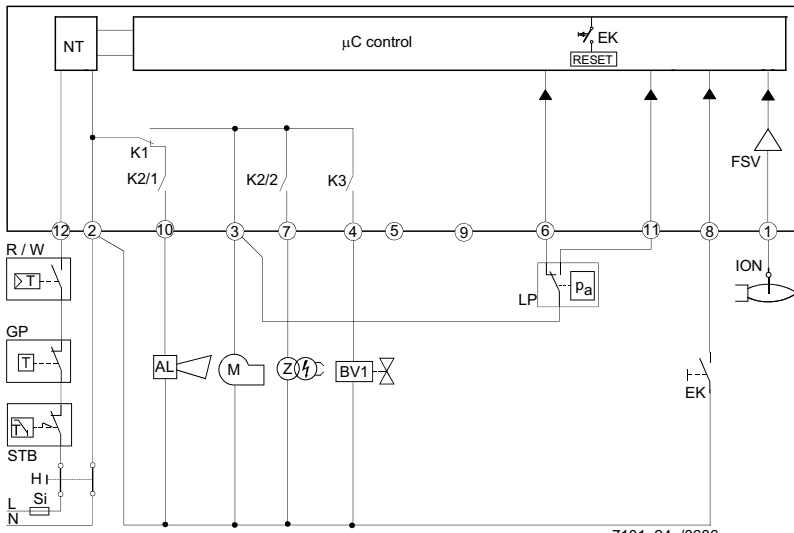 NT
µC control
EK
RESET
FSV
K1
K2/1
K2/2
K3
12
2
10
3
7
4
5
9
6
11
8
1
R / W
T
GP
T
STB
T
H
Si
L
N
AL
M
Z
BV1
LP
pa
EK
ION